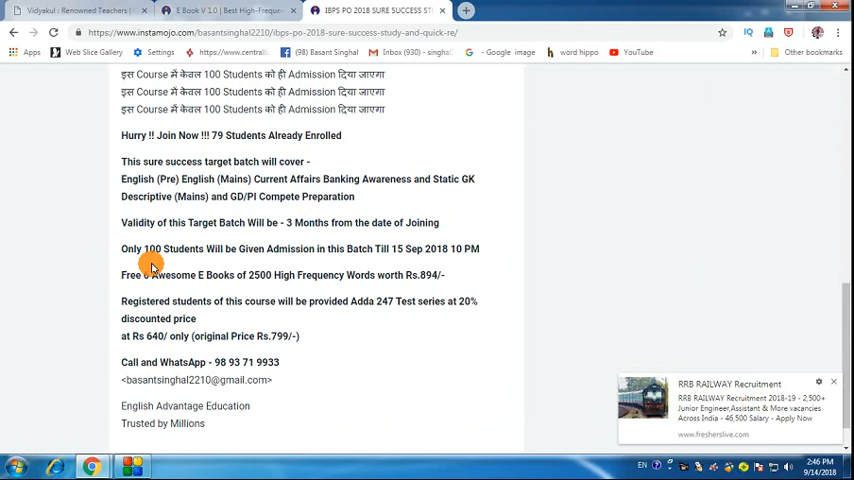 Vidyakul : Renowned Teachers |
E Book V 1.0 | Best High-Frequen
IBPS PO 2018 SURE SUCCESS ST
https://www.instamojo.com/basantsinghal2210/ibps-po-2018-sure-success-study-and-quick-re/
Apps
Web Slice Gallery
Settings
https://www.centralb
(98) Basant Singhal
Inbox (930) - singhal
- Google -image
word hippo
YouTube
Other bookmarks
इस Course में केवल 100 Students को ही Admission दिया जाएगा
इस Course में केवल 100 Students को ही Admission दिया जाएगा
इस Course में केवल 100 Students को ही Admission दिया जाएगा
Hurry !! Join Now !!! 79 Students Already Enrolled
This sure success target batch will cover -
English (Pre) English (Mains) Current Affairs Banking Awareness and Static GK
Descriptive (Mains) and GD/PI Compete Preparation
Validity of this Target Batch Will be - 3 Months from the date of Joining
Only 100 Students Will be Given Admission in this Batch Till 15 Sep 2018 10 PM
Free 6 Awesome E Books of 2500 High Frequency Words worth Rs.894/-
Registered students of this course will be provided Adda 247 Test series at 20%
discounted price
at Rs 640/ only (original Price Rs.799/-)
Call and WhatsApp - 98 93 71 9933
<basantsinghal2210@gmail.com>
English Advantage Education
Trusted by Millions
RRB RAILWAY Recruitment
RRB RAILWAY Recruitment 2018-19 - 2,500+
Junior Engineer,Assistant & More vacancies
Across India - 46,500 Salary - Apply Now
www.fresherslive.com
EN
2:46 PM
9/14/2018